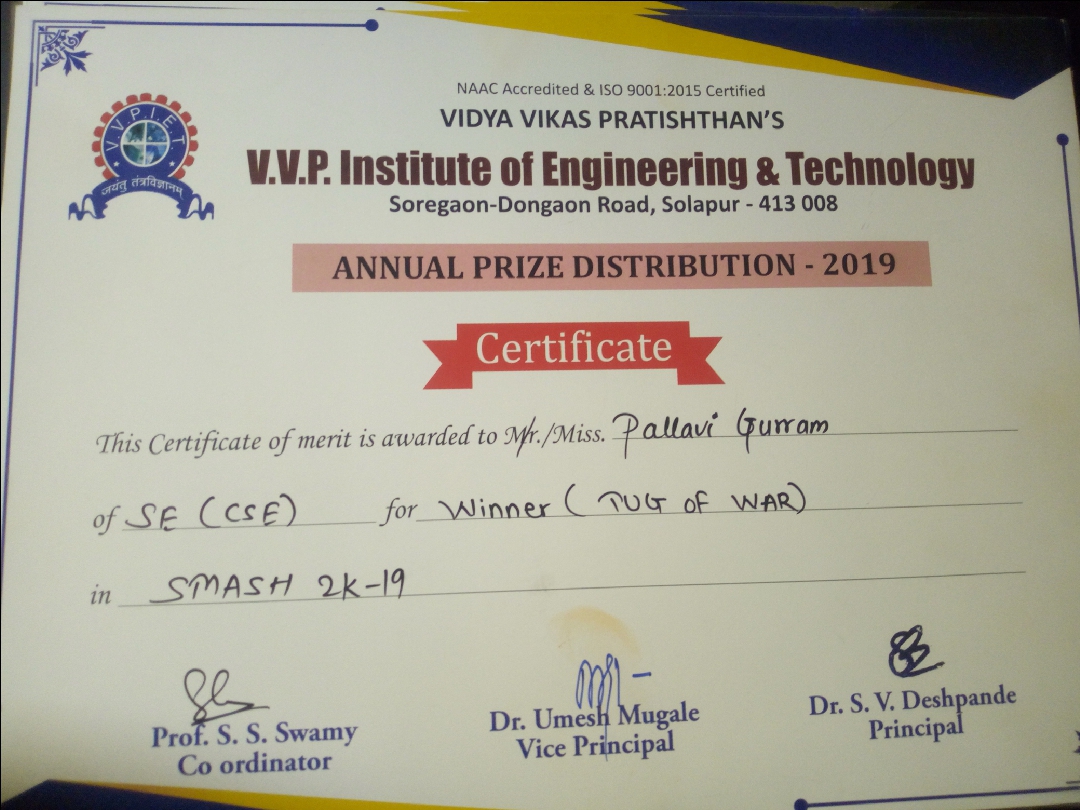 NAAC Accredited & ISO 9001:2015 Certified
VIDYA VIKAS PRATISHTHAN'S
V.V.P.I.E.T
जयंतु तंत्रविज्ञानम्
V.V.P. Institute of Engineering & Technology
Soregaon-Dongaon Road, Solapur - 413 008
ANNUAL PRIZE DISTRIBUTION - 2019
Certificate
This Certificate of merit is awarded to Mr./Miss. Pallavi Gurram
of SE (CSE) for Winner ( TUG OF WAR)
in SMASH 2K-19
Prof. S. S. Swamy
Co ordinator
Dr. Umesh Mugale
Vice Principal
Dr. S. V. Deshpande
Principal